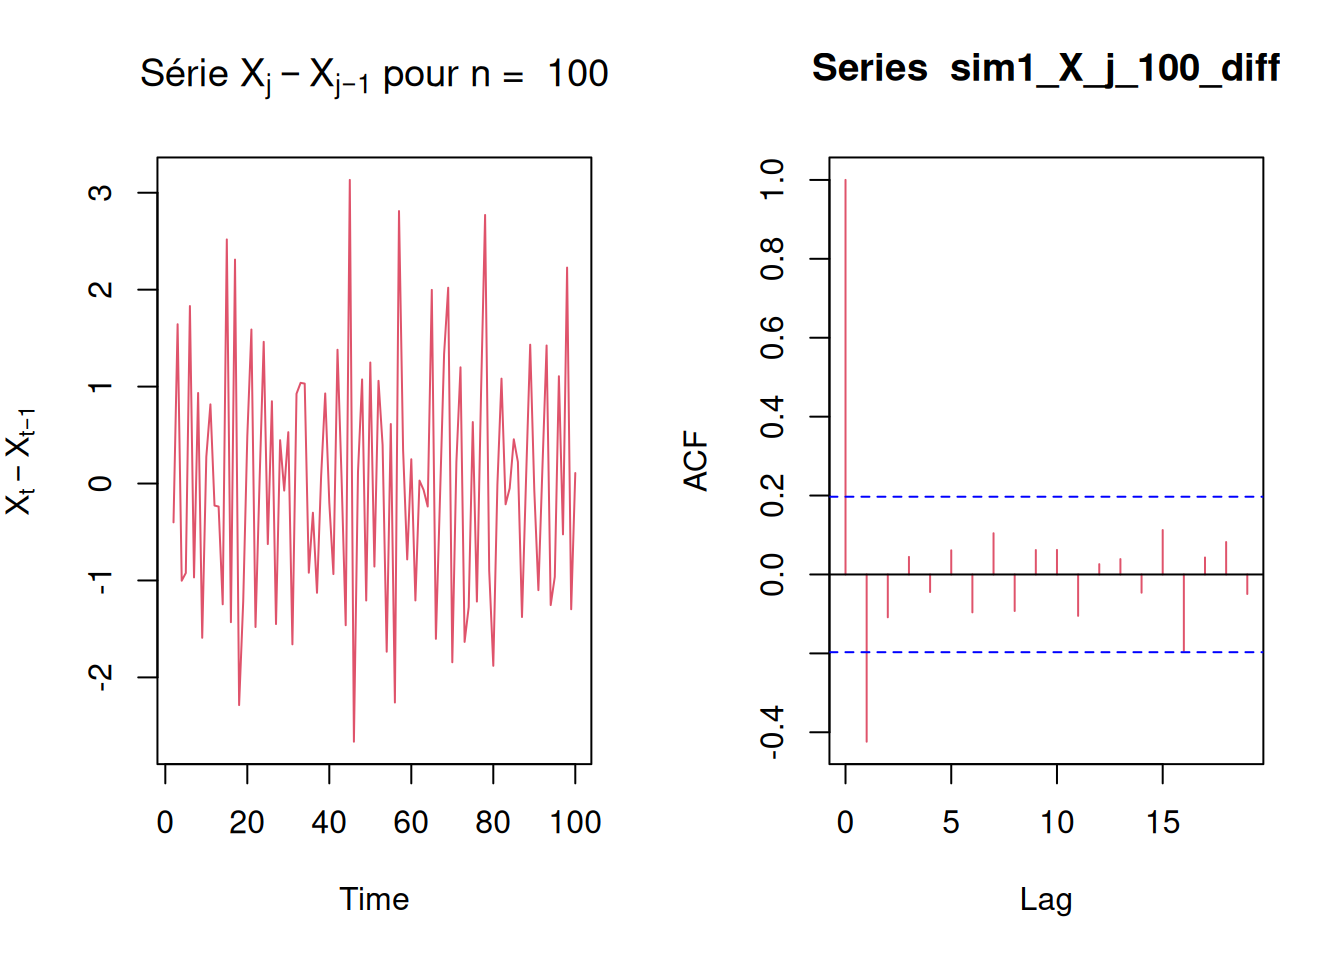 Série Xⱼ − Xⱼ₋₁ pour n = 100
3
2
1
0
-1
-2
Xₜ − Xₜ₋₁
0 20 40 60 80 100
Time
Series sim1_X_j_100_diff
1.0
0.8
0.6
0.4
0.2
0.0
-0.4
ACF
0 5 10 15
Lag